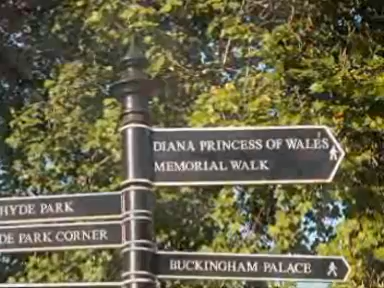 DIANA PRINCESS OF WALES
MEMORIAL WALK
HYDE PARK
DE PARK CORNER
BUCKINGHAM PALACE